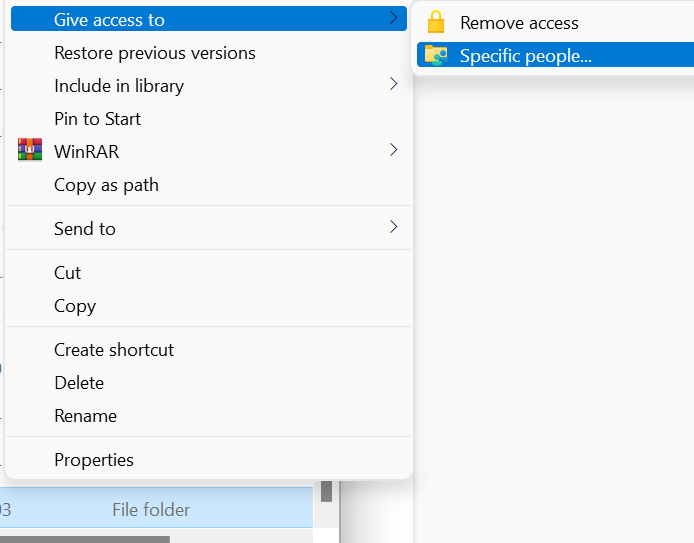 Give access to
Remove access
Specific people...
Restore previous versions
Include in library
Pin to Start
WinRAR
Copy as path
Send to
Cut
Copy
Create shortcut
Delete
Rename
Properties
File folder